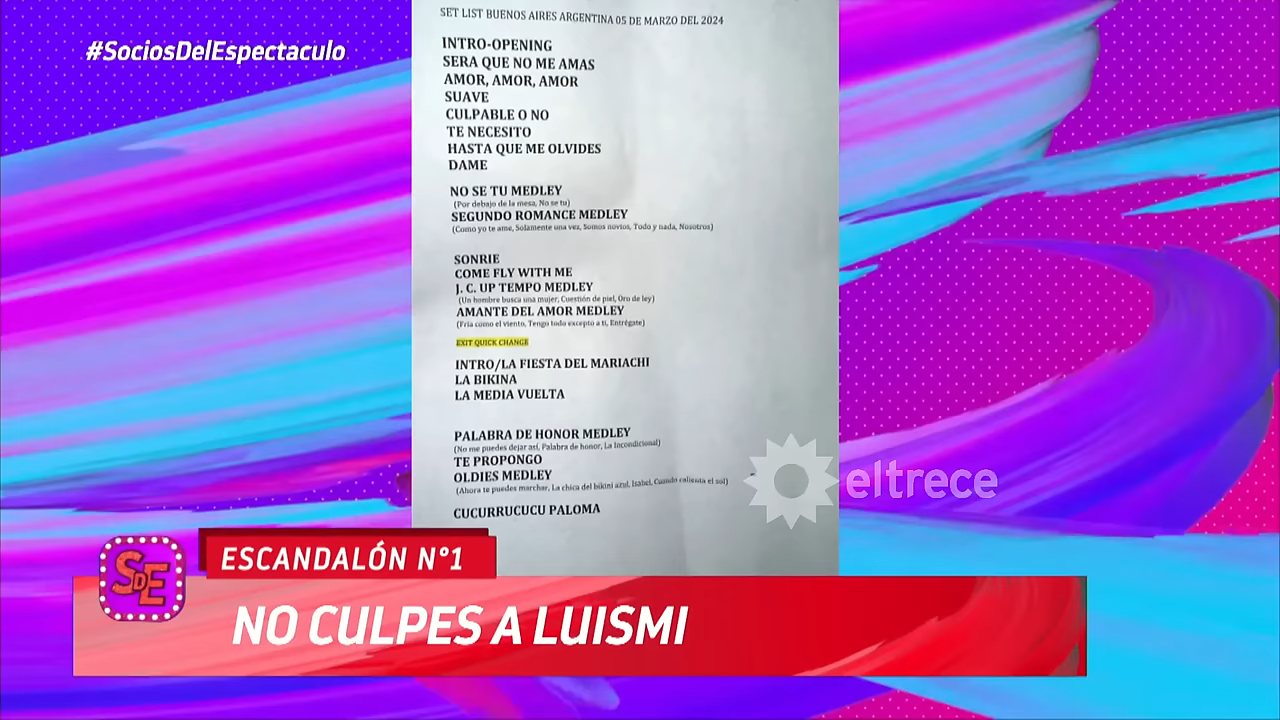 #SociosDelEspectaculo
SET LIST BUENOS AIRES ARGENTINA 05 DE MARZO DEL 2024
INTRO-OPENING
SERA QUE NO ME AMAS
AMOR, AMOR, AMOR
SUAVE
CULPABLE O NO
TE NECESITO
HASTA QUE ME OLVIDES
DAME
NO SE TU MEDLEY
(Por debajo de la mesa, No se tu)
SEGUNDO ROMANCE MEDLEY
(Como yo te ame, Solamente una vez, Somos novios, Todo y nada, Nosotros)
SONRIE
COME FLY WITH ME
J. C. UP TEMPO MEDLEY
(Un hombre busca una mujer, Cuestión de piel, Oro de ley)
AMANTE DEL AMOR MEDLEY
(Fría como el viento, Tengo todo excepto a ti, Entrégate)
EXIT QUICK CHANGE
INTRO/LA FIESTA DEL MARIACHI
LA BIKINA
LA MEDIA VUELTA
PALABRA DE HONOR MEDLEY
(No me puedes dejar así, Palabra de honor, La Incondicional)
TE PROPONGO
OLDIES MEDLEY
(Ahora te puedes marchar, La chica del bikini azul, Isabel, Cuando calienta el sol)
CUCURRUCUCU PALOMA
eltrece
SDE
ESCANDALÓN N°1
NO CULPES A LUISMI